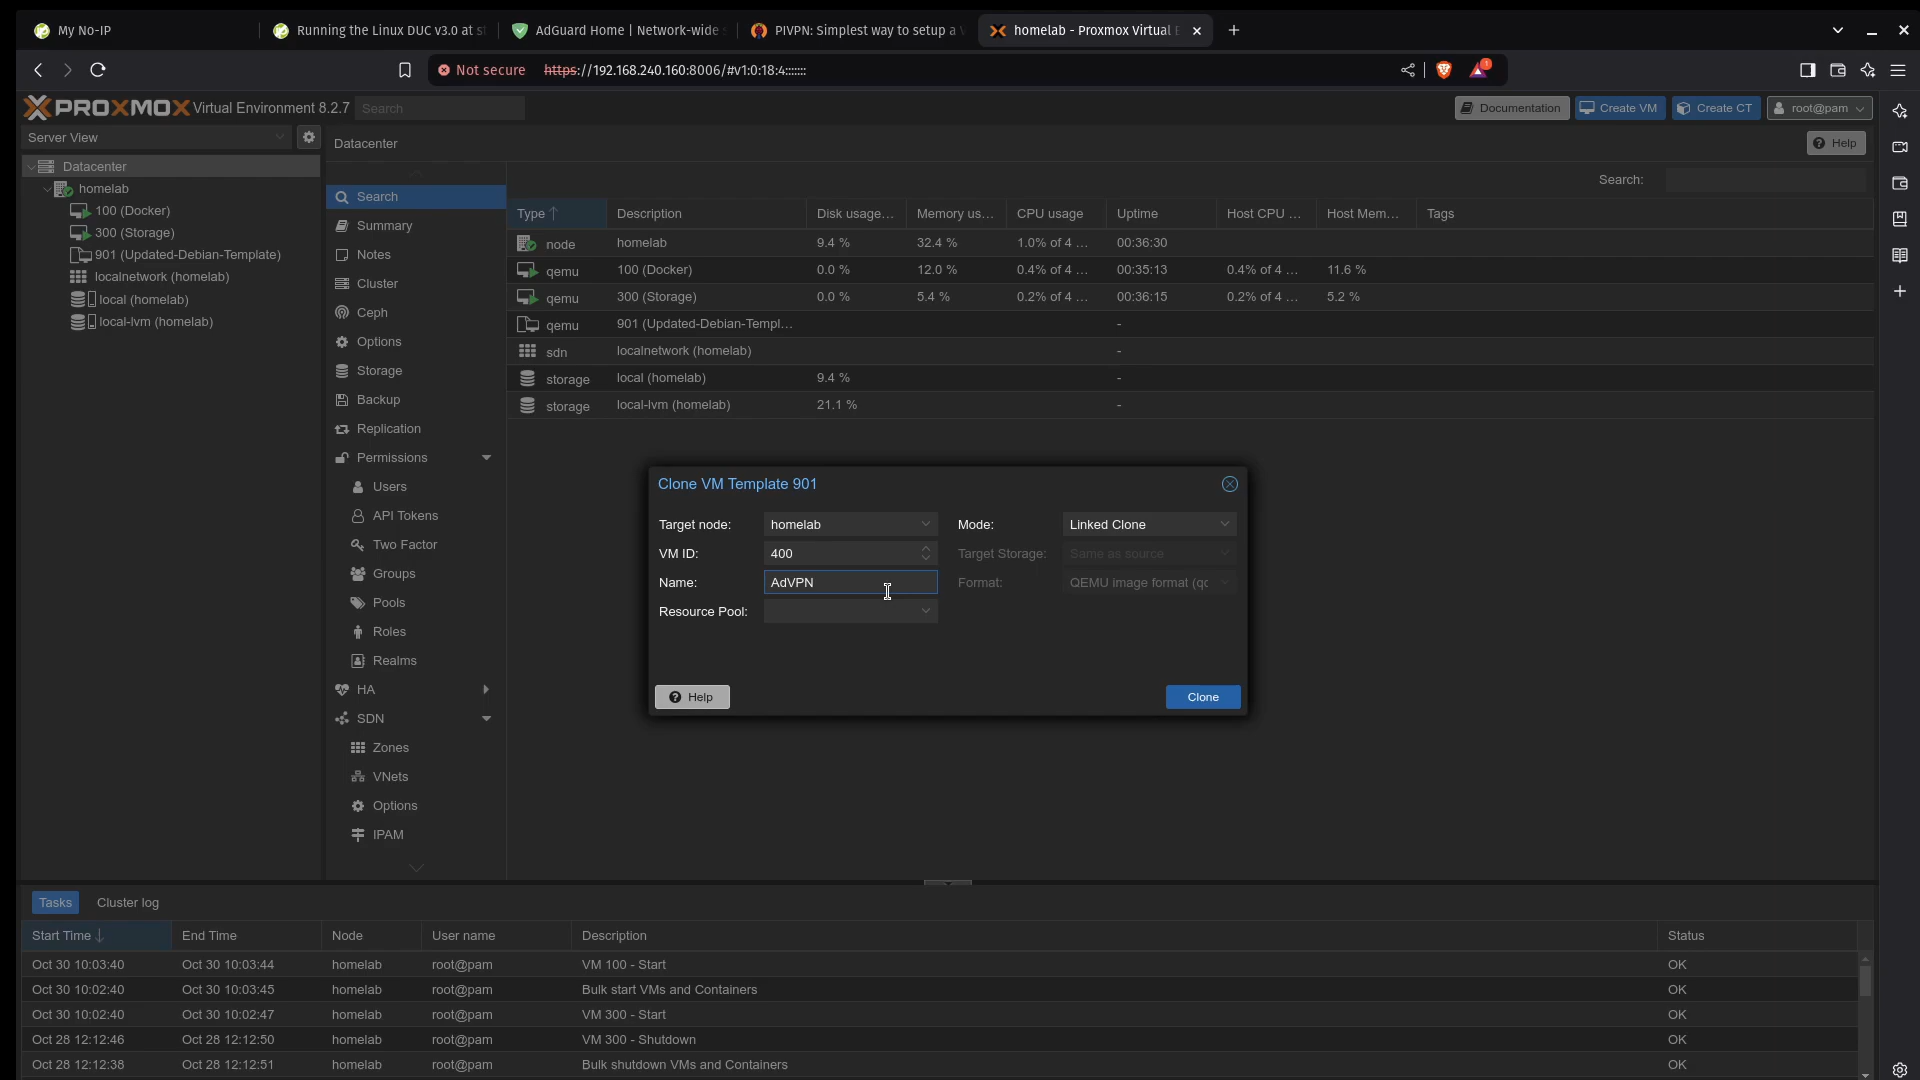 My No-IP
Running the Linux DUC v3.0 at st
AdGuard Home | Network-wide
PIVPN: Simplest way to setup a V
homelab - Proxmox Virtual E
Not secure https://192.168.240.160:8006/#v1:0:18:4:::::::
1
PROXMOX Virtual Environment 8.2.7
Search
Documentation
Create VM
Create CT
root@pam
Server View
Datacenter
Help
Datacenter
homelab
100 (Docker)
300 (Storage)
901 (Updated-Debian-Template)
localnetwork (homelab)
local (homelab)
local-lvm (homelab)
Search
Summary
Notes
Cluster
Ceph
Options
Storage
Backup
Replication
Permissions
Users
API Tokens
Two Factor
Groups
Pools
Roles
Realms
HA
SDN
Zones
VNets
Options
IPAM
Search:
Type Description Disk usage... Memory us... CPU usage Uptime Host CPU ... Host Mem... Tags
node homelab 9.4 % 32.4 % 1.0% of 4 ... 00:36:30
qemu 100 (Docker) 0.0 % 12.0 % 0.4% of 4 ... 00:35:13 0.4% of 4 ... 11.6 %
qemu 300 (Storage) 0.0 % 5.4 % 0.2% of 4 ... 00:36:15 0.2% of 4 ... 5.2 %
qemu 901 (Updated-Debian-Templ... -
sdn localnetwork (homelab) -
storage local (homelab) 9.4 % -
storage local-lvm (homelab) 21.1 % -
Clone VM Template 901
Target node: homelab Mode: Linked Clone
VM ID: 400 Target Storage: Same as source
Name: AdVPN Format: QEMU image format (qc
Resource Pool:
Help Clone
Tasks Cluster log
Start Time End Time Node User name Description Status
Oct 30 10:03:40 Oct 30 10:03:44 homelab root@pam VM 100 - Start OK
Oct 30 10:02:40 Oct 30 10:03:45 homelab root@pam Bulk start VMs and Containers OK
Oct 30 10:02:40 Oct 30 10:02:47 homelab root@pam VM 300 - Start OK
Oct 28 12:12:46 Oct 28 12:12:50 homelab root@pam VM 300 - Shutdown OK
Oct 28 12:12:38 Oct 28 12:12:51 homelab root@pam Bulk shutdown VMs and Containers OK